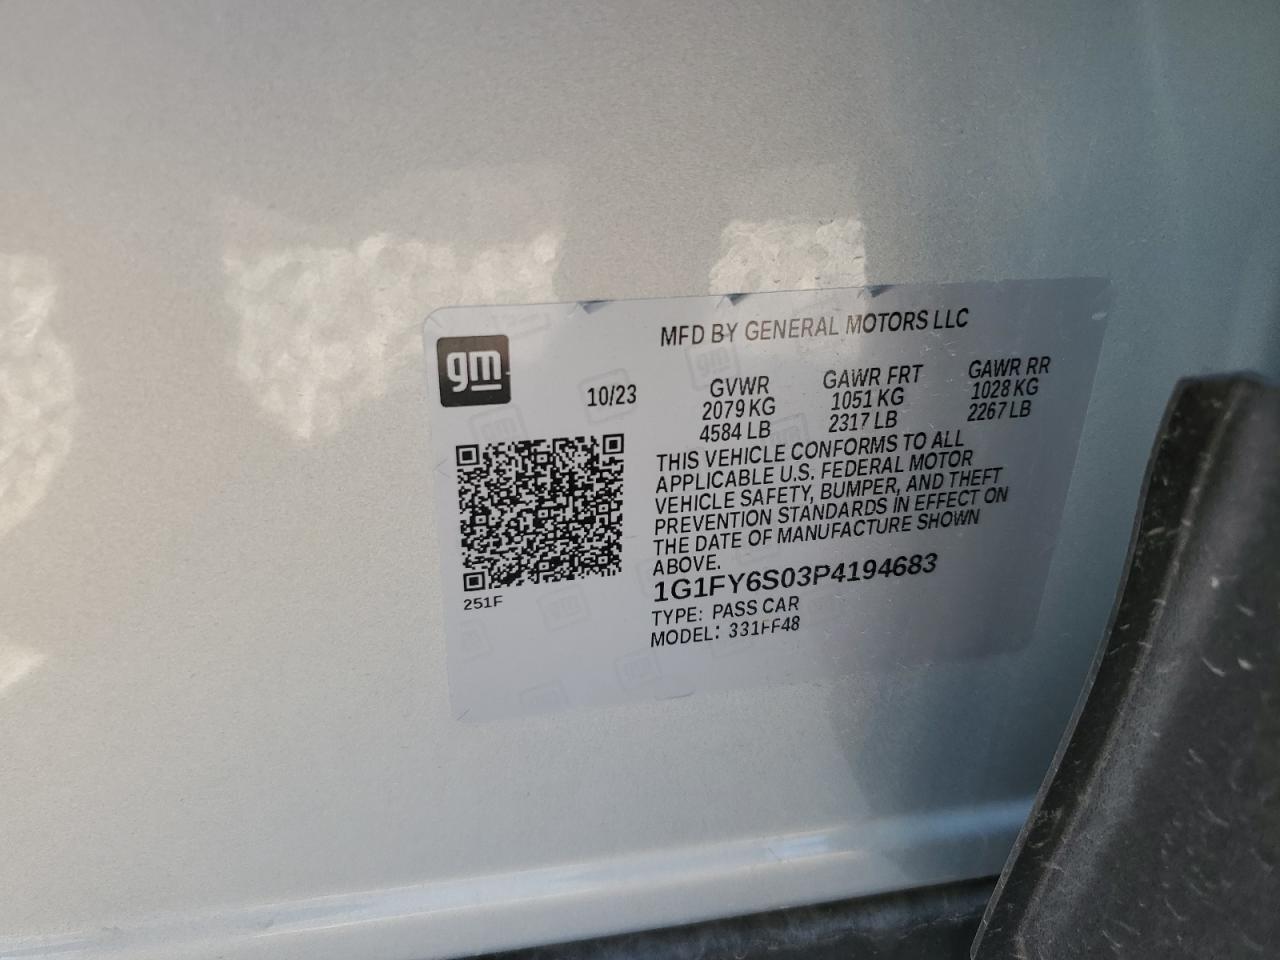 gm
MFD BY GENERAL MOTORS LLC
10/23
GVWR GAWR FRT GAWR RR
2079 KG 1051 KG 1028 KG
4584 LB 2317 LB 2267 LB
THIS VEHICLE CONFORMS TO ALL
APPLICABLE U.S. FEDERAL MOTOR
VEHICLE SAFETY, BUMPER, AND THEFT
PREVENTION STANDARDS IN EFFECT ON
THE DATE OF MANUFACTURE SHOWN
ABOVE.
1G1FY6S03P4194683
251F
TYPE: PASS CAR
MODEL: 331FF48